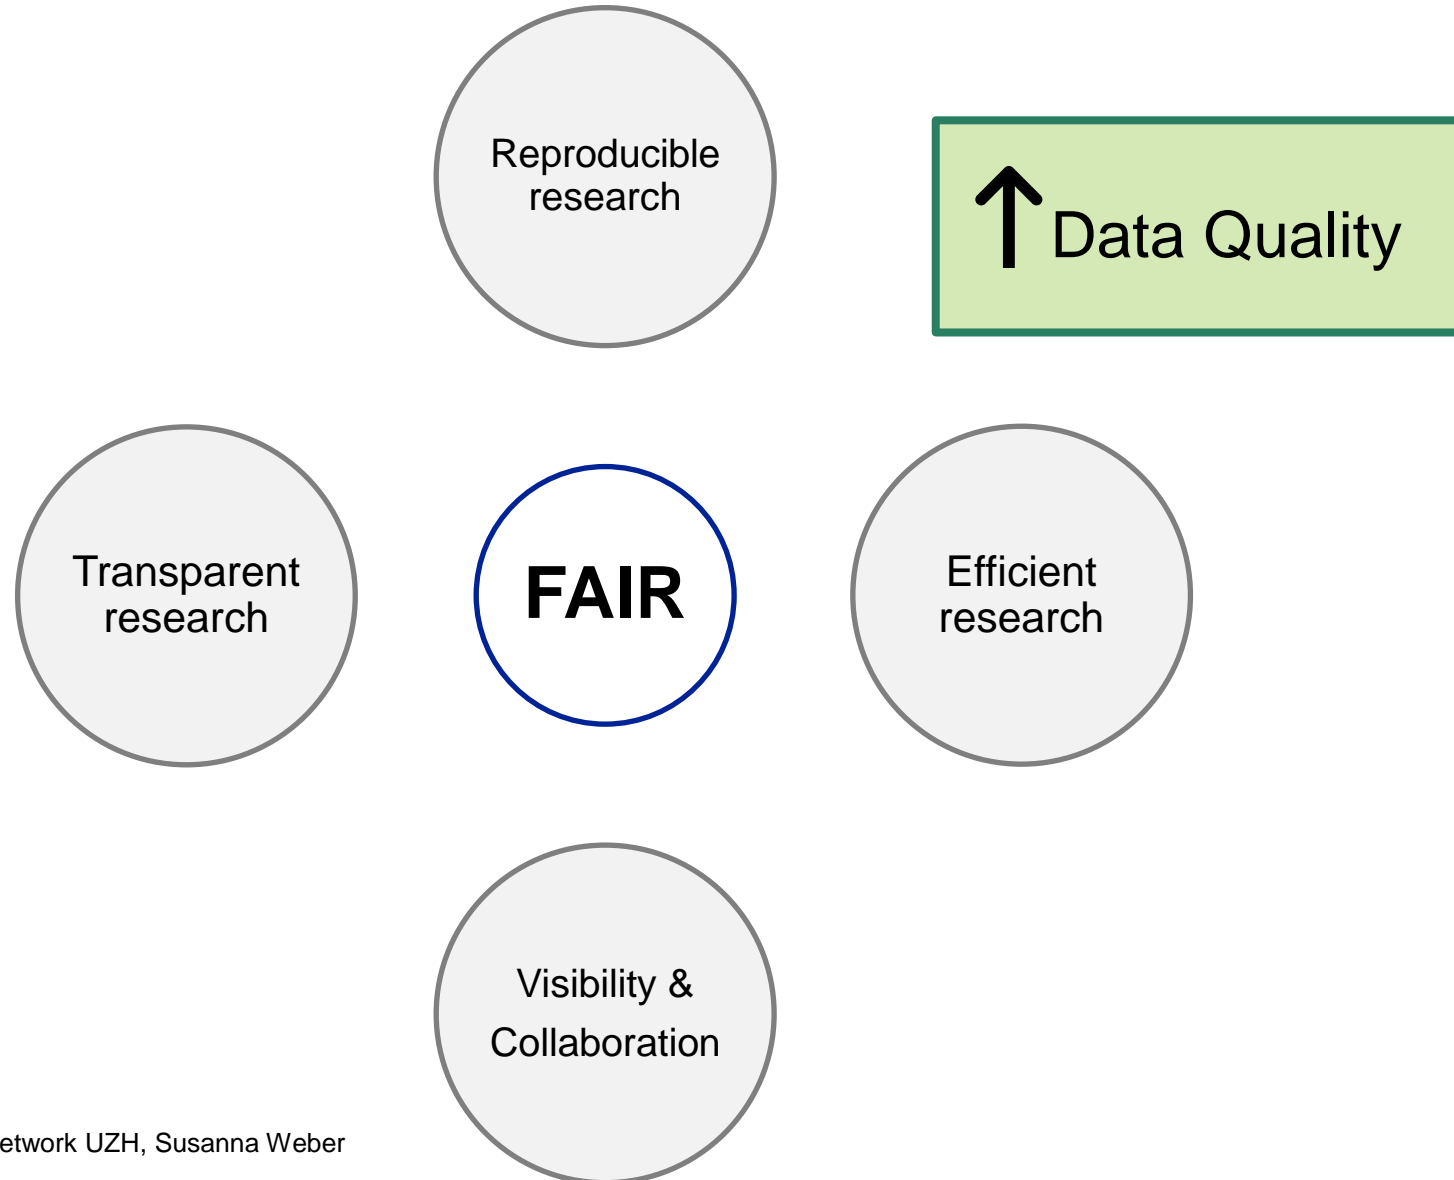 Reproducible
research
Data Quality
Transparent
research
FAIR
Efficient
research
Visibility &
Collaboration
etwork UZH, Susanna Weber